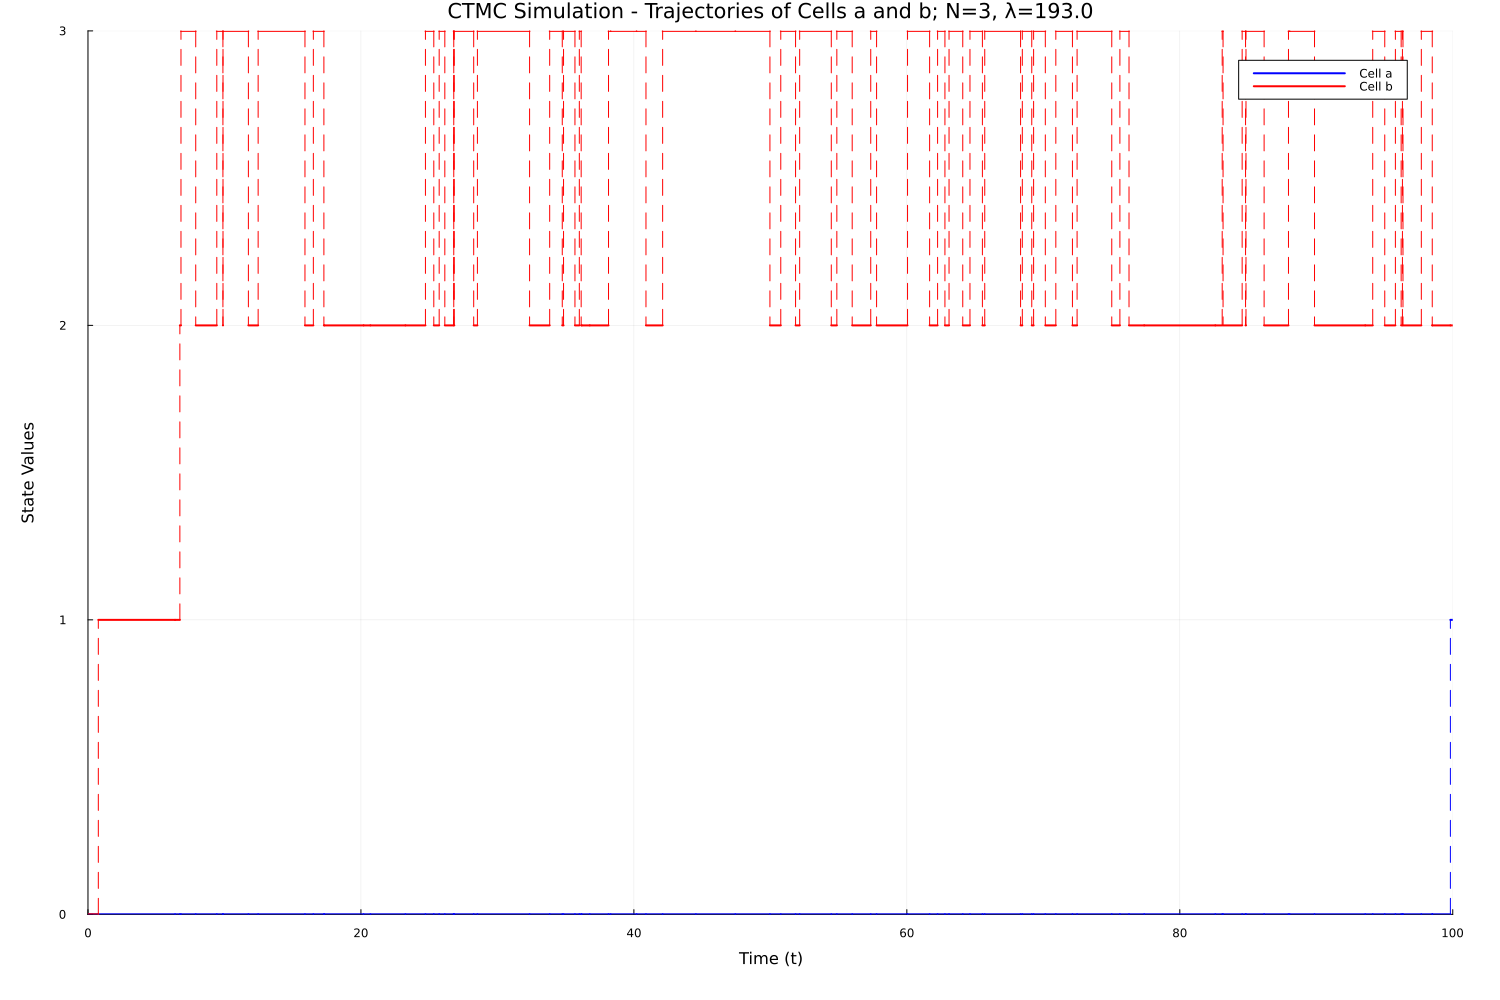 CTMC Simulation - Trajectories of Cells a and b; N=3, λ=193.0
3
Cell a
Cell b
2
State Values
1
0
0 20 40 60 80 100
Time (t)